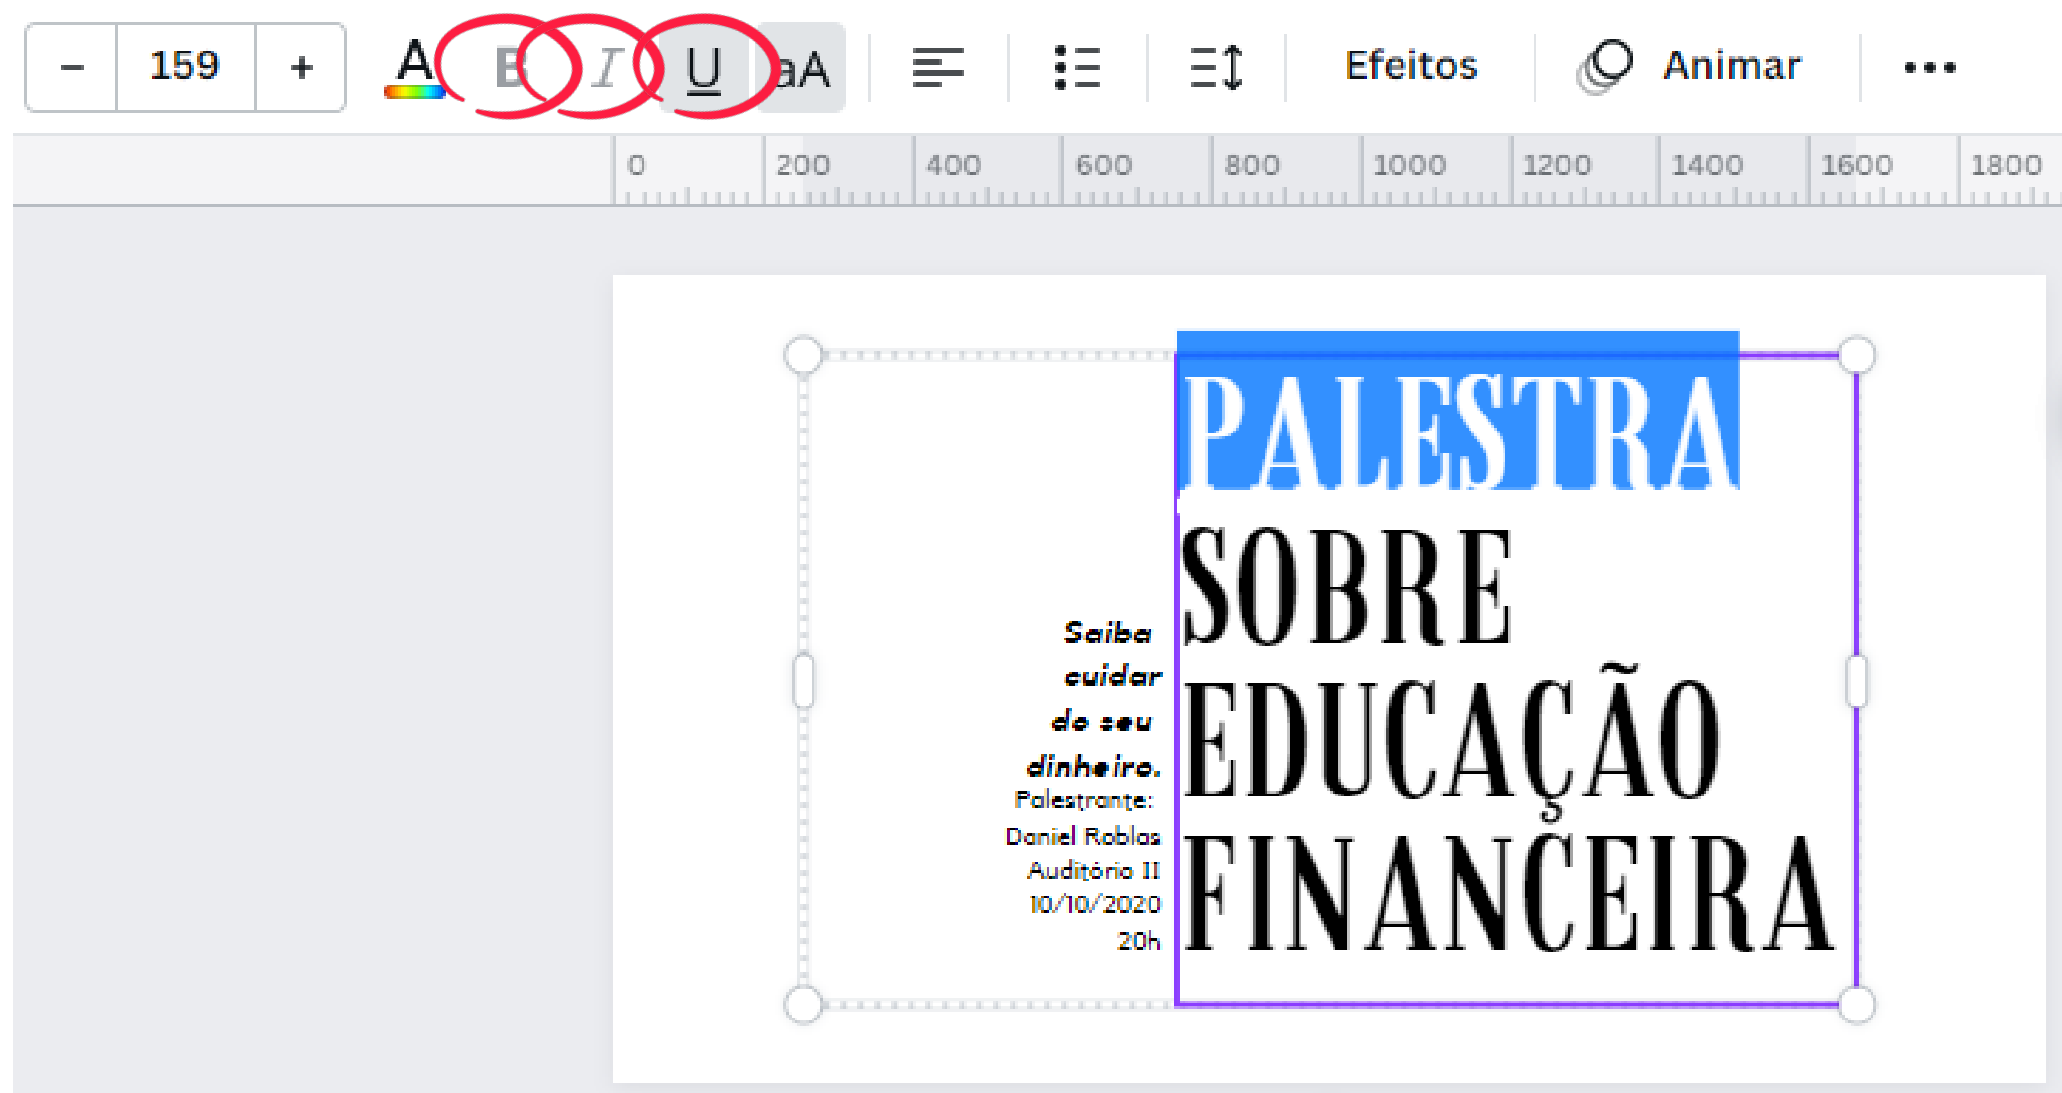 − 159 + A B I U aA Efeitos Animar
0 200 400 600 800 1000 1200 1400 1600 1800
PALESTRA
SOBRE
EDUCAÇÃO
FINANCEIRA
Saiba
cuidar
do seu
dinheiro.
Palestrante:
Daniel Roblas
Auditório II
10/10/2020
20h